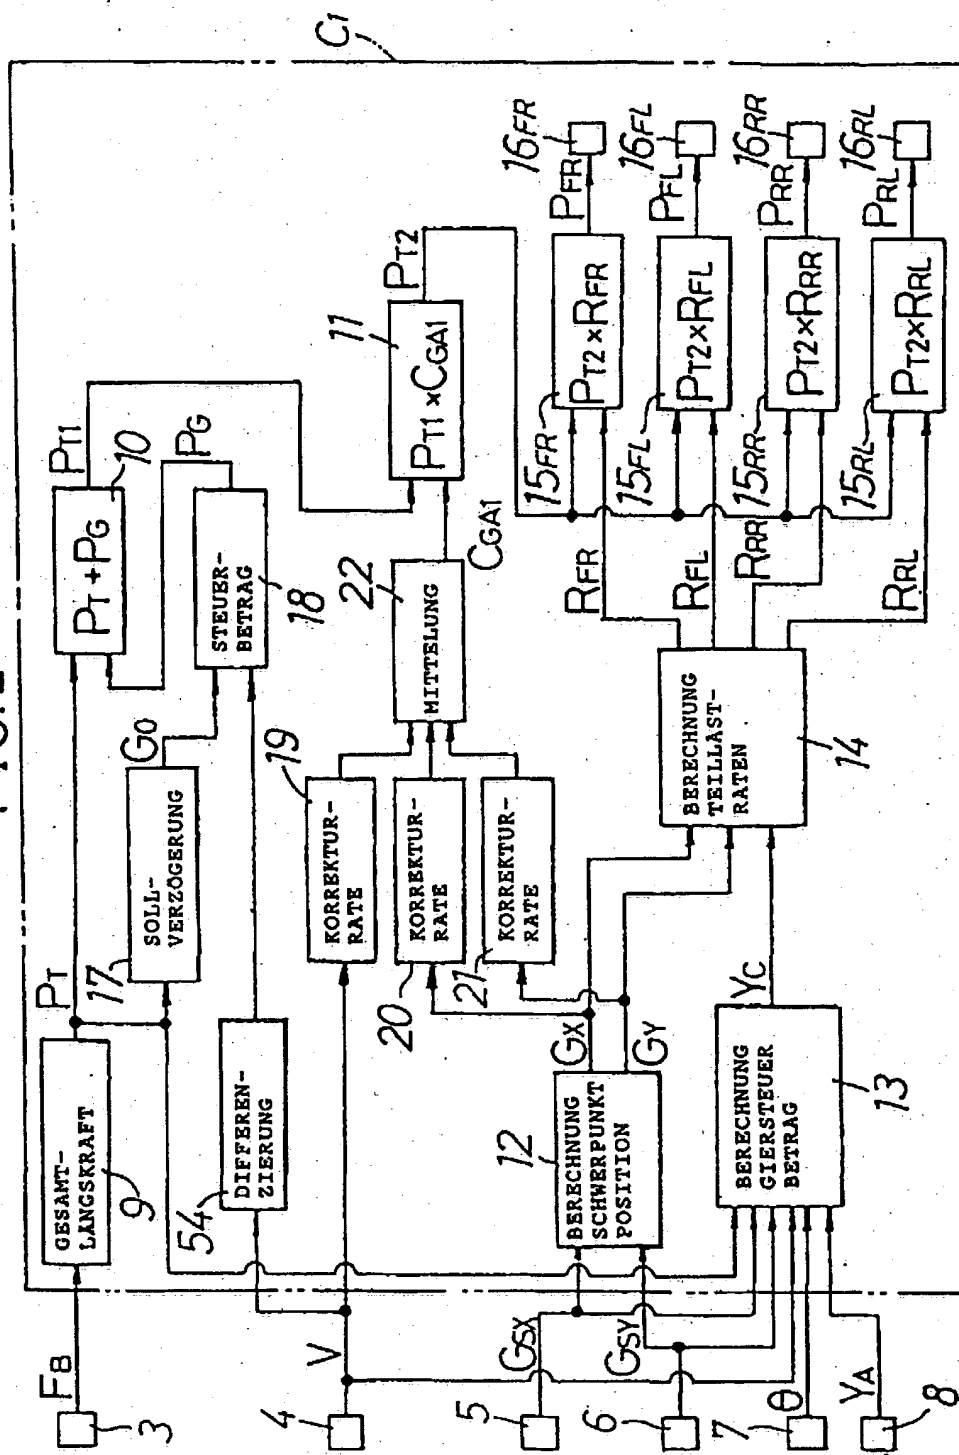 C1
FB
3
GESAMT-
LÄNGSKRAFT
9
PT
PT + PG
10
PT1
17
SOLL-
VERZÖGERUNG
G0
STEUER-
BETRAG
18
PG
54
DIFFEREN-
ZIERUNG
V
4
KORREKTUR-
RATE
19
KORREKTUR-
RATE
20
KORREKTUR-
RATE
21
MITTELUNG
22
CGA1
11
PT1 × CGA1
PT2
GSX
5
GSY
6
12
BERECHNUNG
SCHWERPUNKT
POSITION
GX
GY
θ
7
YA
8
BERECHNUNG
GIERSTEUER
BETRAG
13
YC
BERECHNUNG
TEILLAST-
RATEN
14
RFR
RFL
RRR
RRL
15FR
PT2 × RFR
PFR
16FR
15FL
PT2 × RFL
PFL
16FL
15RR
PT2 × RRR
PRR
16RR
15RL
PT2 × RRL
PRL
16RL